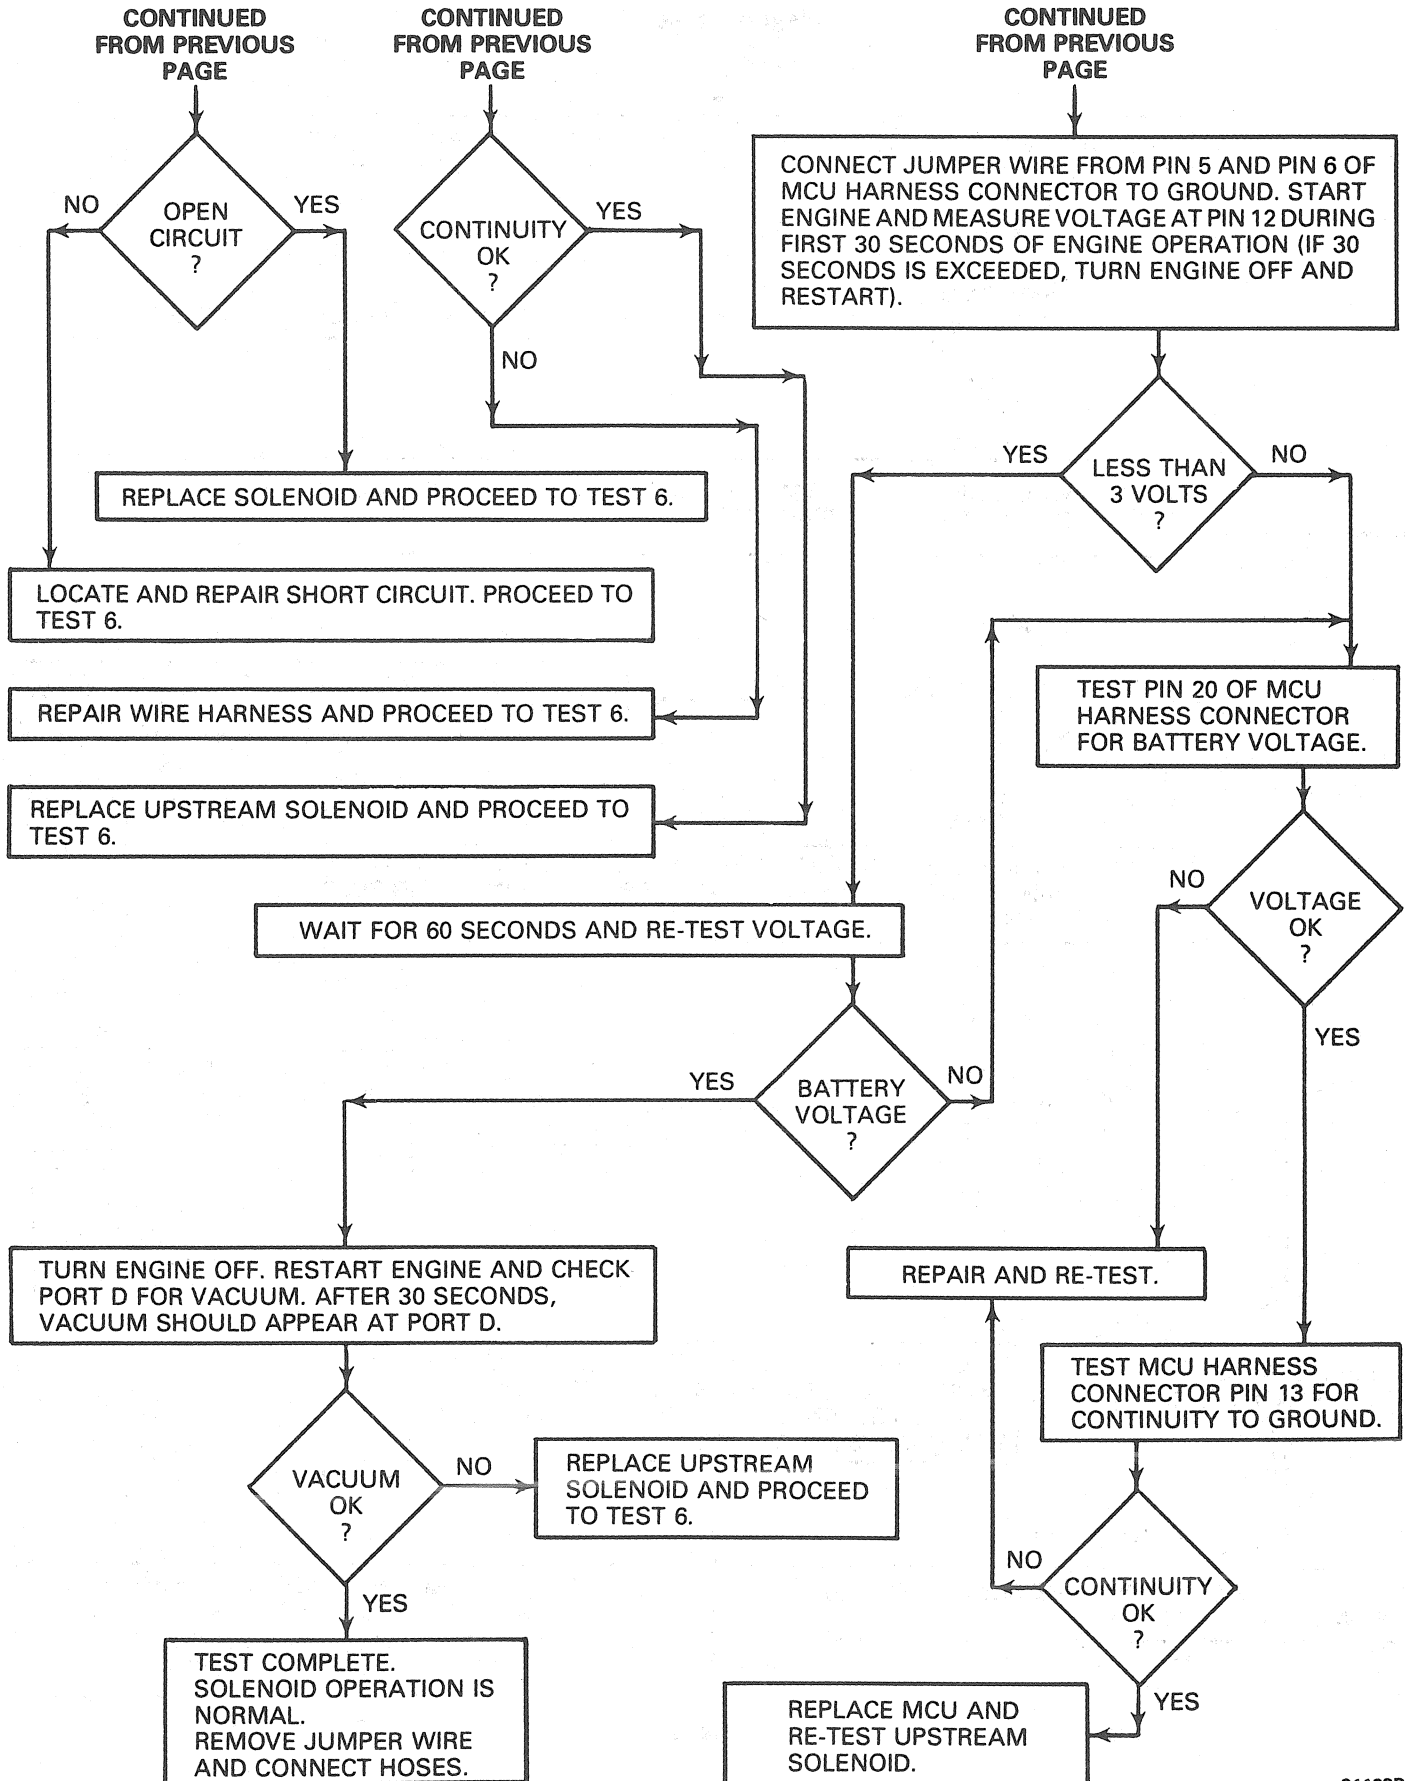 CONTINUED
FROM PREVIOUS
PAGE
CONTINUED
FROM PREVIOUS
PAGE
CONTINUED
FROM PREVIOUS
PAGE
NO
OPEN
CIRCUIT
?
YES
CONTINUITY
OK
?
YES
NO
CONNECT JUMPER WIRE FROM PIN 5 AND PIN 6 OF
MCU HARNESS CONNECTOR TO GROUND. START
ENGINE AND MEASURE VOLTAGE AT PIN 12 DURING
FIRST 30 SECONDS OF ENGINE OPERATION (IF 30
SECONDS IS EXCEEDED, TURN ENGINE OFF AND
RESTART).
YES
LESS THAN
3 VOLTS
?
NO
REPLACE SOLENOID AND PROCEED TO TEST 6.
LOCATE AND REPAIR SHORT CIRCUIT. PROCEED TO
TEST 6.
REPAIR WIRE HARNESS AND PROCEED TO TEST 6.
REPLACE UPSTREAM SOLENOID AND PROCEED TO
TEST 6.
TEST PIN 20 OF MCU
HARNESS CONNECTOR
FOR BATTERY VOLTAGE.
NO
VOLTAGE
OK
?
YES
WAIT FOR 60 SECONDS AND RE-TEST VOLTAGE.
YES
BATTERY
VOLTAGE
?
NO
TURN ENGINE OFF. RESTART ENGINE AND CHECK
PORT D FOR VACUUM. AFTER 30 SECONDS,
VACUUM SHOULD APPEAR AT PORT D.
REPAIR AND RE-TEST.
TEST MCU HARNESS
CONNECTOR PIN 13 FOR
CONTINUITY TO GROUND.
VACUUM
OK
?
NO
REPLACE UPSTREAM
SOLENOID AND PROCEED
TO TEST 6.
YES
NO
CONTINUITY
OK
?
YES
TEST COMPLETE.
SOLENOID OPERATION IS
NORMAL.
REMOVE JUMPER WIRE
AND CONNECT HOSES.
REPLACE MCU AND
RE-TEST UPSTREAM
SOLENOID.